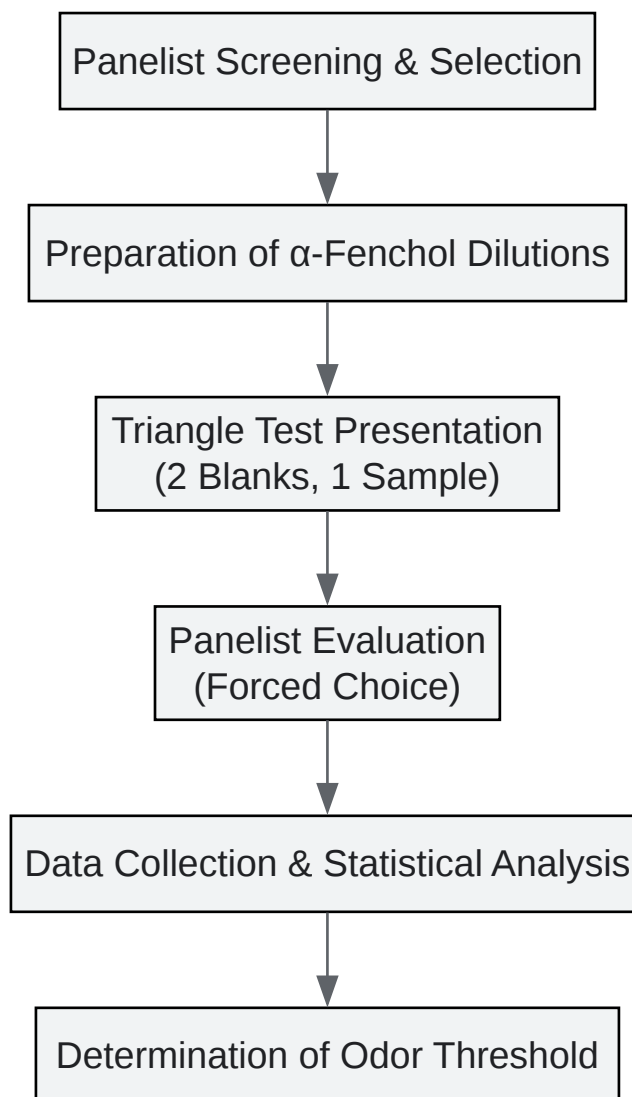 Panelist Screening & Selection
Preparation of α-Fenchol Dilutions
Triangle Test Presentation
(2 Blanks, 1 Sample)
Panelist Evaluation
(Forced Choice)
Data Collection & Statistical Analysis
Determination of Odor Threshold